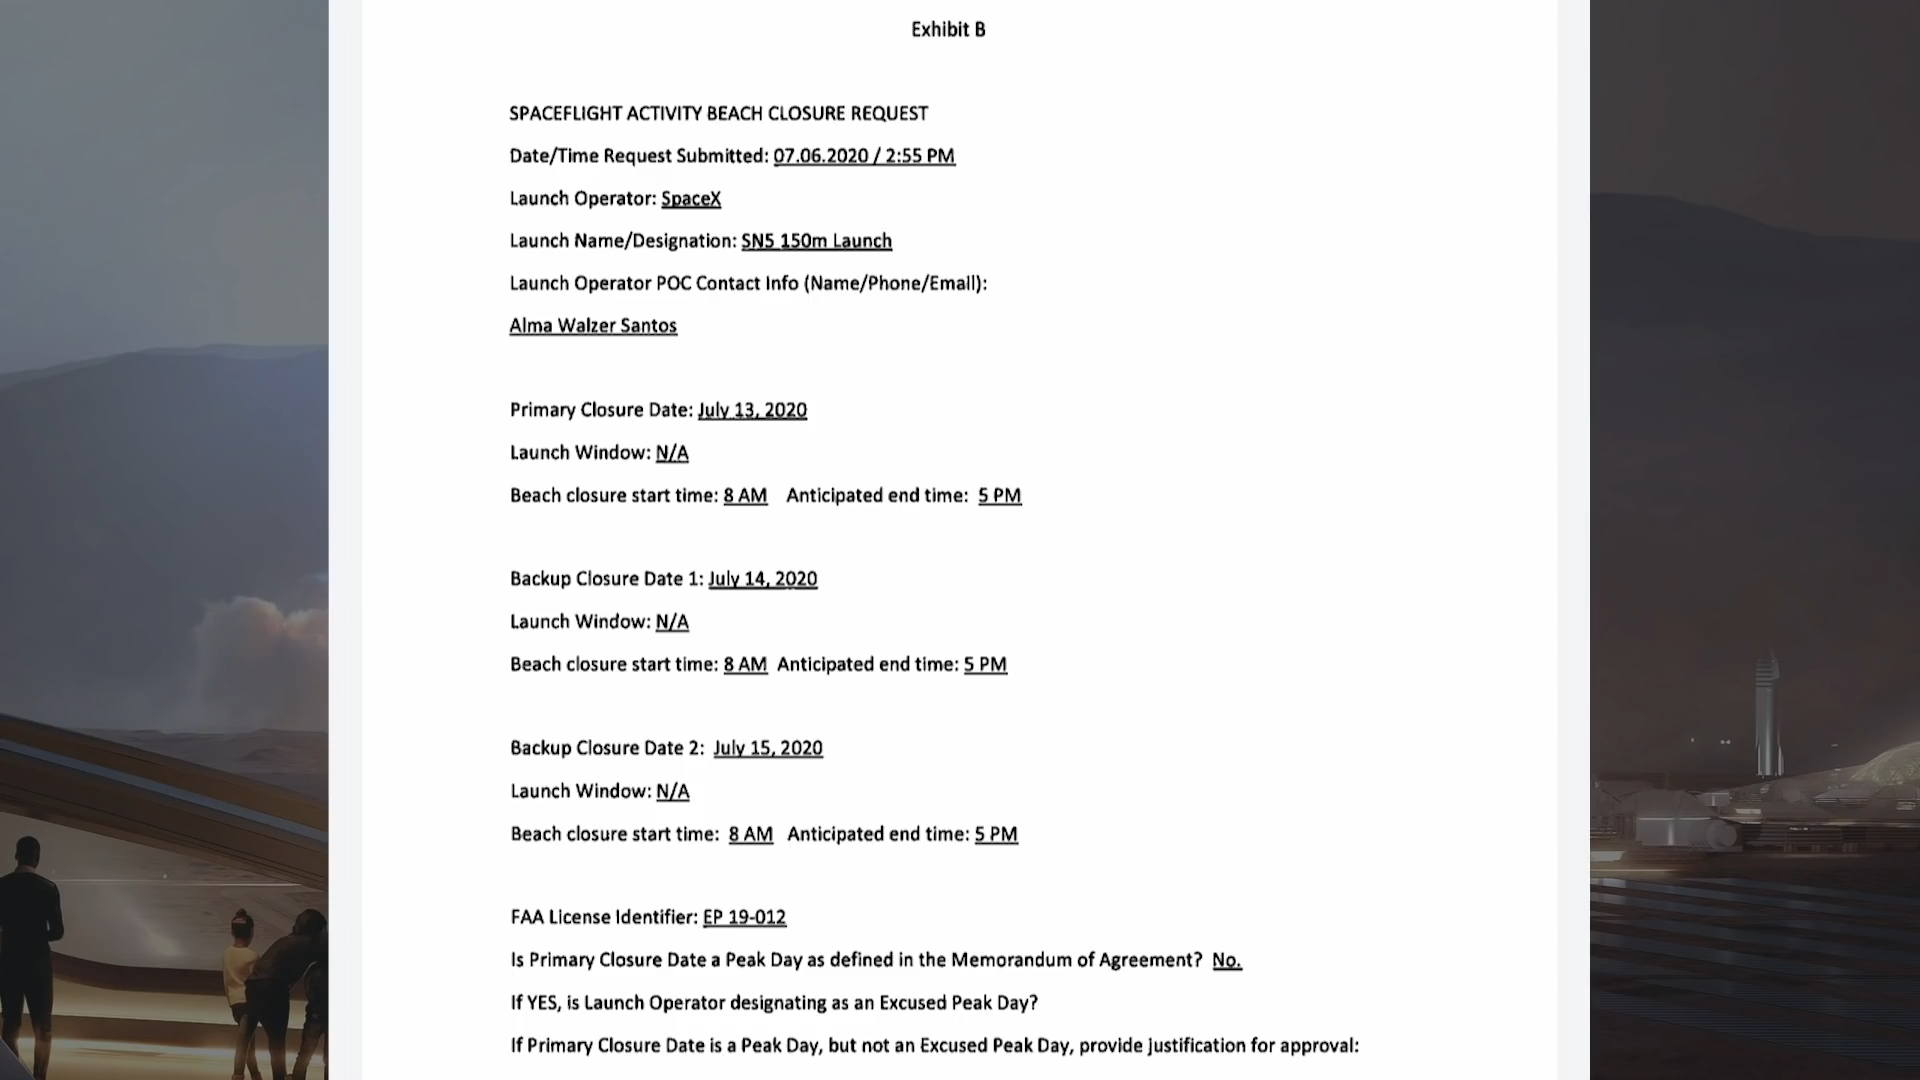 Exhibit B
SPACEFLIGHT ACTIVITY BEACH CLOSURE REQUEST
Date/Time Request Submitted: 07.06.2020 / 2:55 PM
Launch Operator: SpaceX
Launch Name/Designation: SN5 150m Launch
Launch Operator POC Contact Info (Name/Phone/Email):
Alma Walzer Santos
Primary Closure Date: July 13, 2020
Launch Window: N/A
Beach closure start time: 8 AM Anticipated end time: 5 PM
Backup Closure Date 1: July 14, 2020
Launch Window: N/A
Beach closure start time: 8 AM Anticipated end time: 5 PM
Backup Closure Date 2: July 15, 2020
Launch Window: N/A
Beach closure start time: 8 AM Anticipated end time: 5 PM
FAA License Identifier: EP 19-012
Is Primary Closure Date a Peak Day as defined in the Memorandum of Agreement? No.
If YES, is Launch Operator designating as an Excused Peak Day?
If Primary Closure Date is a Peak Day, but not an Excused Peak Day, provide justification for approval: